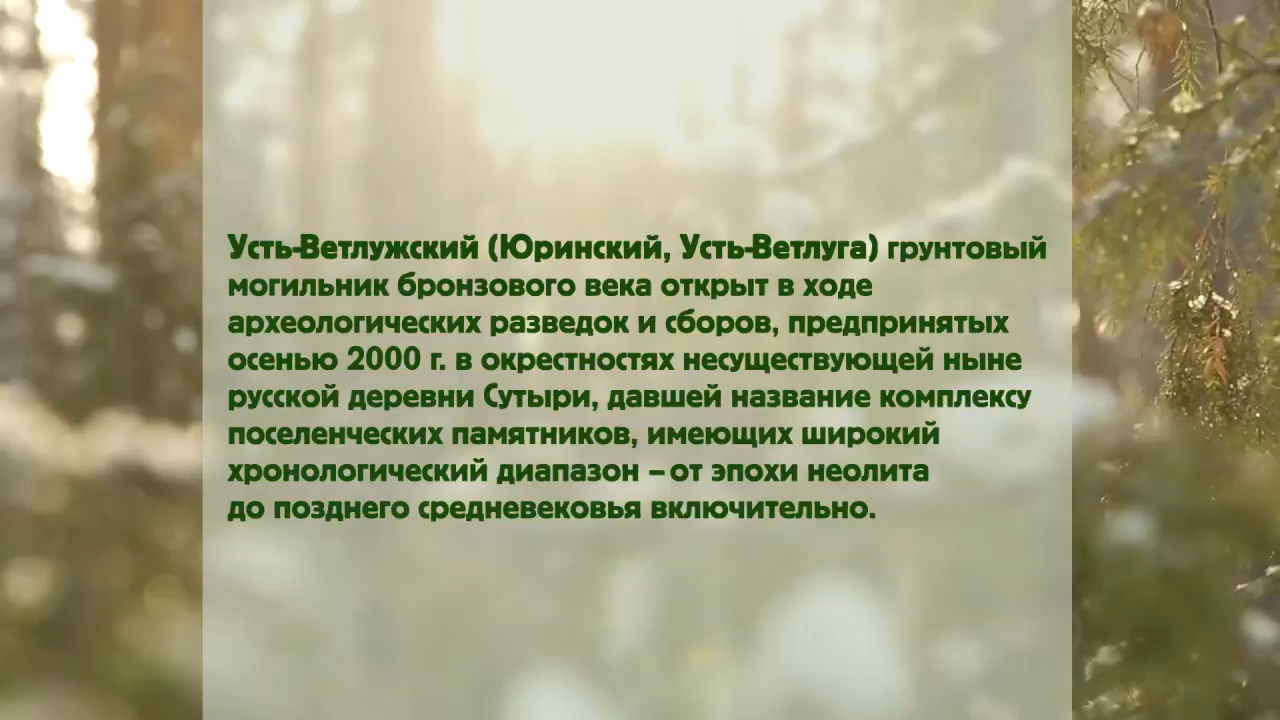 Усть-Ветлужский (Юринский, Усть-Ветлуга) грунтовый
могильник бронзового века открыт в ходе
археологических разведок и сборов, предпринятых
осенью 2000 г. в окрестностях несуществующей ныне
русской деревни Сутыри, давшей название комплексу
поселенческих памятников, имеющих широкий
хронологический диапазон – от эпохи неолита
до позднего средневековья включительно.